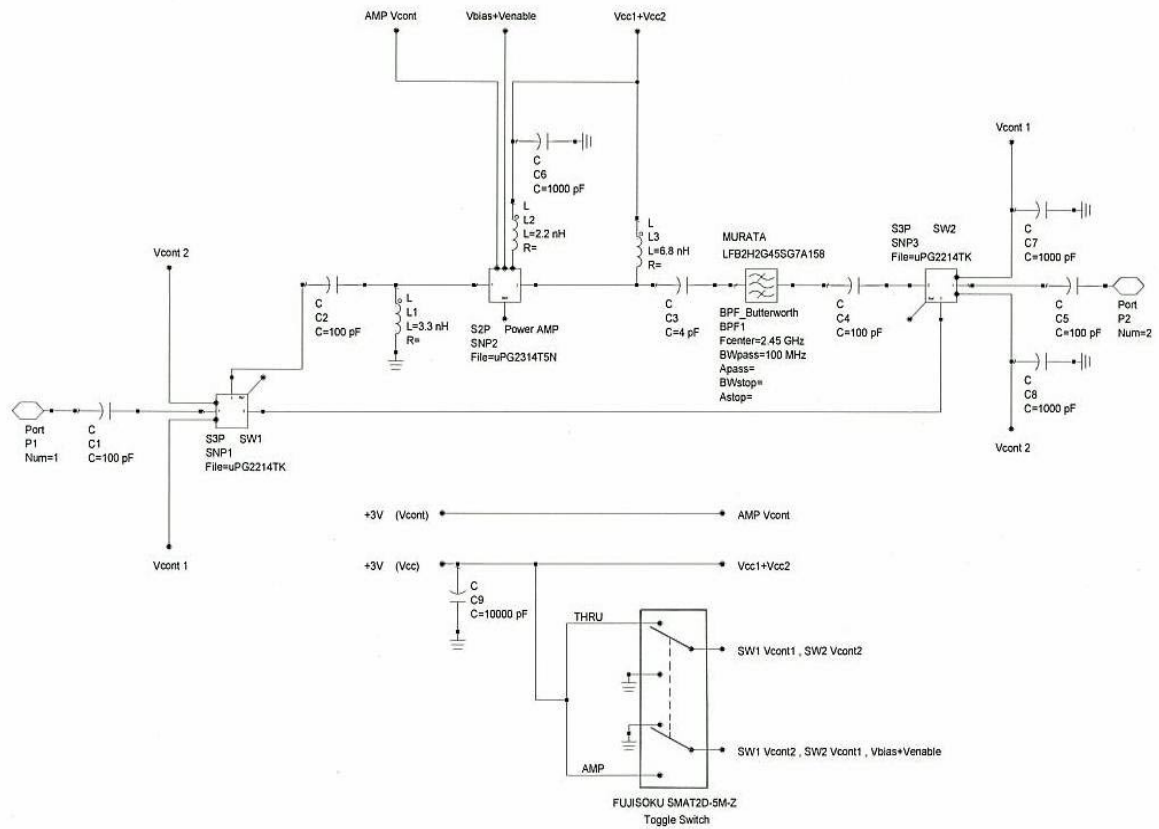 AMP Vcont
Vbias+Venable
Vcc1+Vcc2
C
C6
C=1000 pF
L
L2
L=2.2 nH
R=
L
L3
L=6.8 nH
R=
MURATA
LFB2H2G45SG7A158
S3P SW2
SNP3
File=uPG2214TK
Vcont 1
C
C7
C=1000 pF
Vcont 2
C
C2
C=100 pF
L
L1
L=3.3 nH
R=
Power AMP
S2P
SNP2
File=uPG2314T5N
C
C3
C=4 pF
BPF_Butterworth
BPF1
Fcenter=2.45 GHz
BWpass=100 MHz
Apass=
BWstop=
Astop=
C
C4
C=100 pF
C
C5
C=100 pF
Port
P2
Num=2
C
C8
C=1000 pF
Vcont 2
Port
P1
Num=1
C
C1
C=100 pF
S3P SW1
SNP1
File=uPG2214TK
Vcont 1
+3V (Vcont)
AMP Vcont
+3V (Vcc)
Vcc1+Vcc2
C
C9
C=10000 pF
THRU
SW1 Vcont1 , SW2 Vcont2
SW1 Vcont2 , SW2 Vcont1 , Vbias+Venable
AMP
FUJISOKU SMAT2D-5M-Z
Toggle Switch